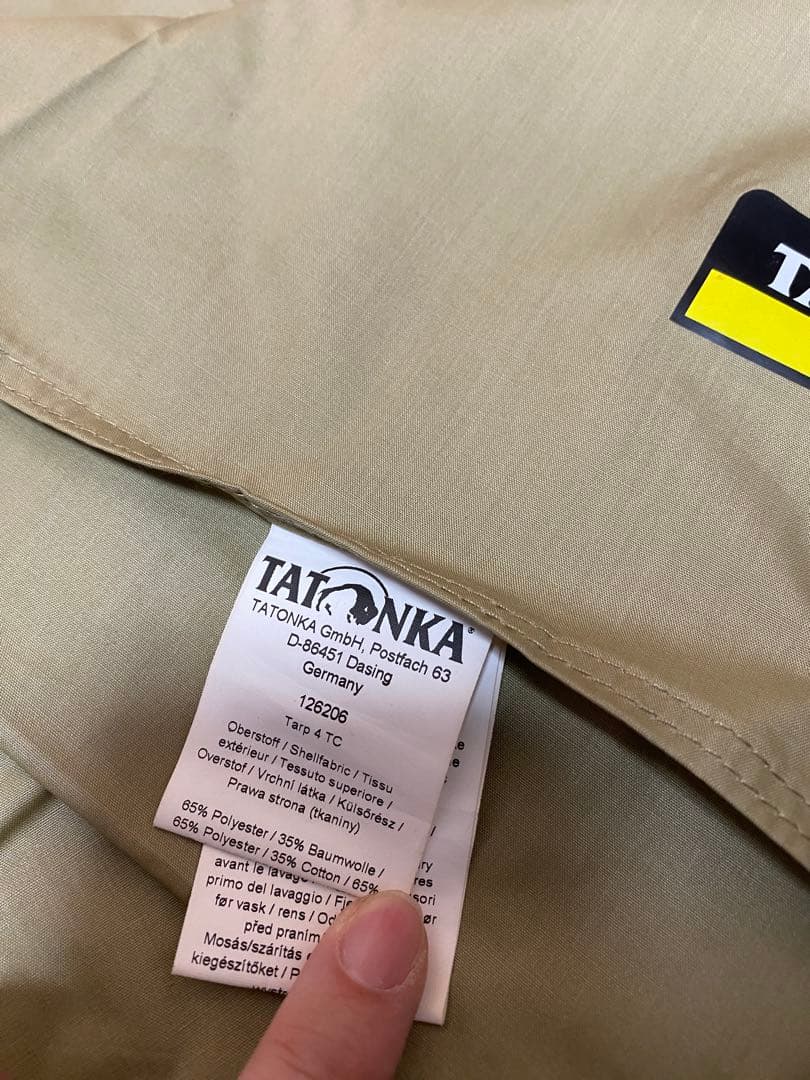 TATONKA
TATONKA GmbH, Postfach 63
D-86451 Dasing
Germany
126206
Tarp 4 TC
Oberstoff / Shellfabric / Tissu
extérieur / Tessuto superiore /
Overstof / Vrchní látka / Külsőrész /
Prawa strona (tkaniny)
65% Polyester / 35% Baumwolle /
65% Polyester / 35% Cotton / 65%
avant le
primo del lavaggio /
før vask / rens /
před praním
Mosás/szárítás
kiegészítőket /